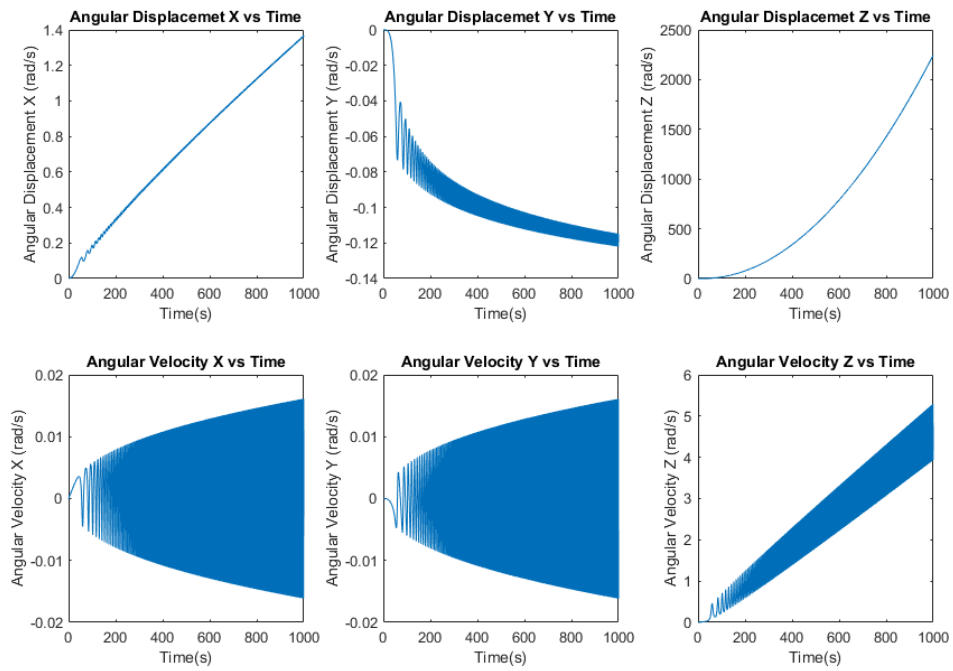 Angular Displacemet X vs Time
Angular Displacemet Y vs Time
Angular Displacemet Z vs Time
Angular Displacement X (rad/s)
1.4
1.2
1
0.8
0.6
0.4
0.2
0
0 200 400 600 800 1000
Time(s)
Angular Displacement Y (rad/s)
0
-0.02
-0.04
-0.06
-0.08
-0.1
-0.12
-0.14
0 200 400 600 800 1000
Time(s)
Angular Displacement Z (rad/s)
2500
2000
1500
1000
500
0
0 200 400 600 800 1000
Time(s)
Angular Velocity X vs Time
Angular Velocity Y vs Time
Angular Velocity Z vs Time
Angular Velocity X (rad/s)
0.02
0.01
0
-0.01
-0.02
0 200 400 600 800 1000
Time(s)
Angular Velocity Y (rad/s)
0.02
0.01
0
-0.01
-0.02
0 200 400 600 800 1000
Time(s)
Angular Velocity Z (rad/s)
6
5
4
3
2
1
0
0 200 400 600 800 1000
Time(s)